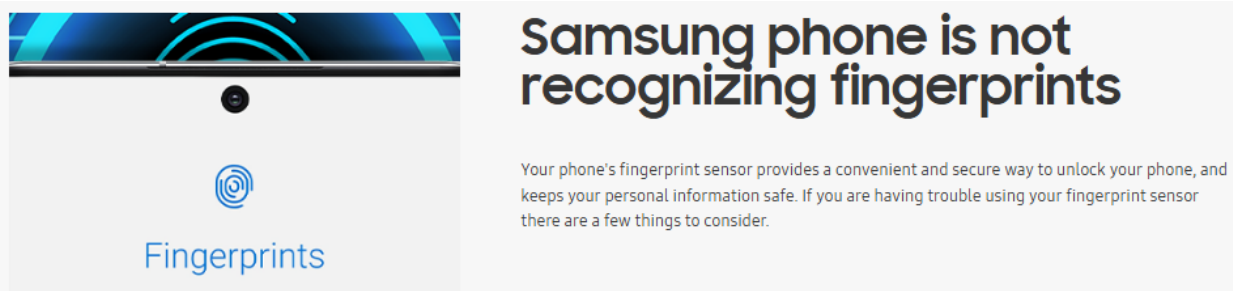 Samsung phone is not
recognizing fingerprints
Your phone's fingerprint sensor provides a convenient and secure way to unlock your phone, and
keeps your personal information safe. If you are having trouble using your fingerprint sensor
there are a few things to consider.
Fingerprints